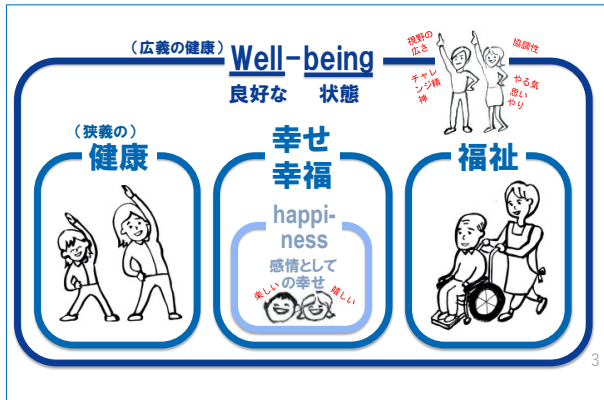 (広義の健康) Well-being
良好な 状態
視野の
広さ
協調性
チャレ
ンジ精
神
やる気
思い
やり
(狭義の)
健康
幸せ
幸福
happi-
ness
感情として
の幸せ
楽しい
嬉しい
福祉
3